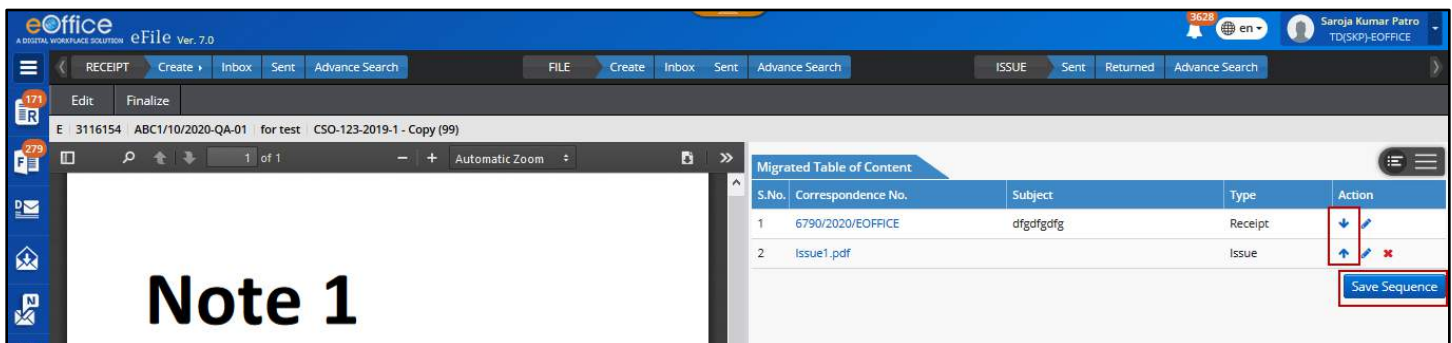 eOffice
A DIGITAL WORKPLACE SOLUTION eFile Ver. 7.0
3628
en
Saroja Kumar Patro
TD(SKP)-EOFFICE
RECEIPT Create Inbox Sent Advance Search FILE Create Inbox Sent Advance Search ISSUE Sent Returned Advance Search
171
R
Edit Finalize
E 3116154 ABC1/10/2020-QA-01 for test CSO-123-2019-1 - Copy (99)
279
F
1 of 1 Automatic Zoom
Migrated Table of Content
S.No. Correspondence No. Subject Type Action
1 6790/2020/EOFFICE dfgdfgdfg Receipt
D
2 Issue1.pdf Issue
Save Sequence
N
Note 1